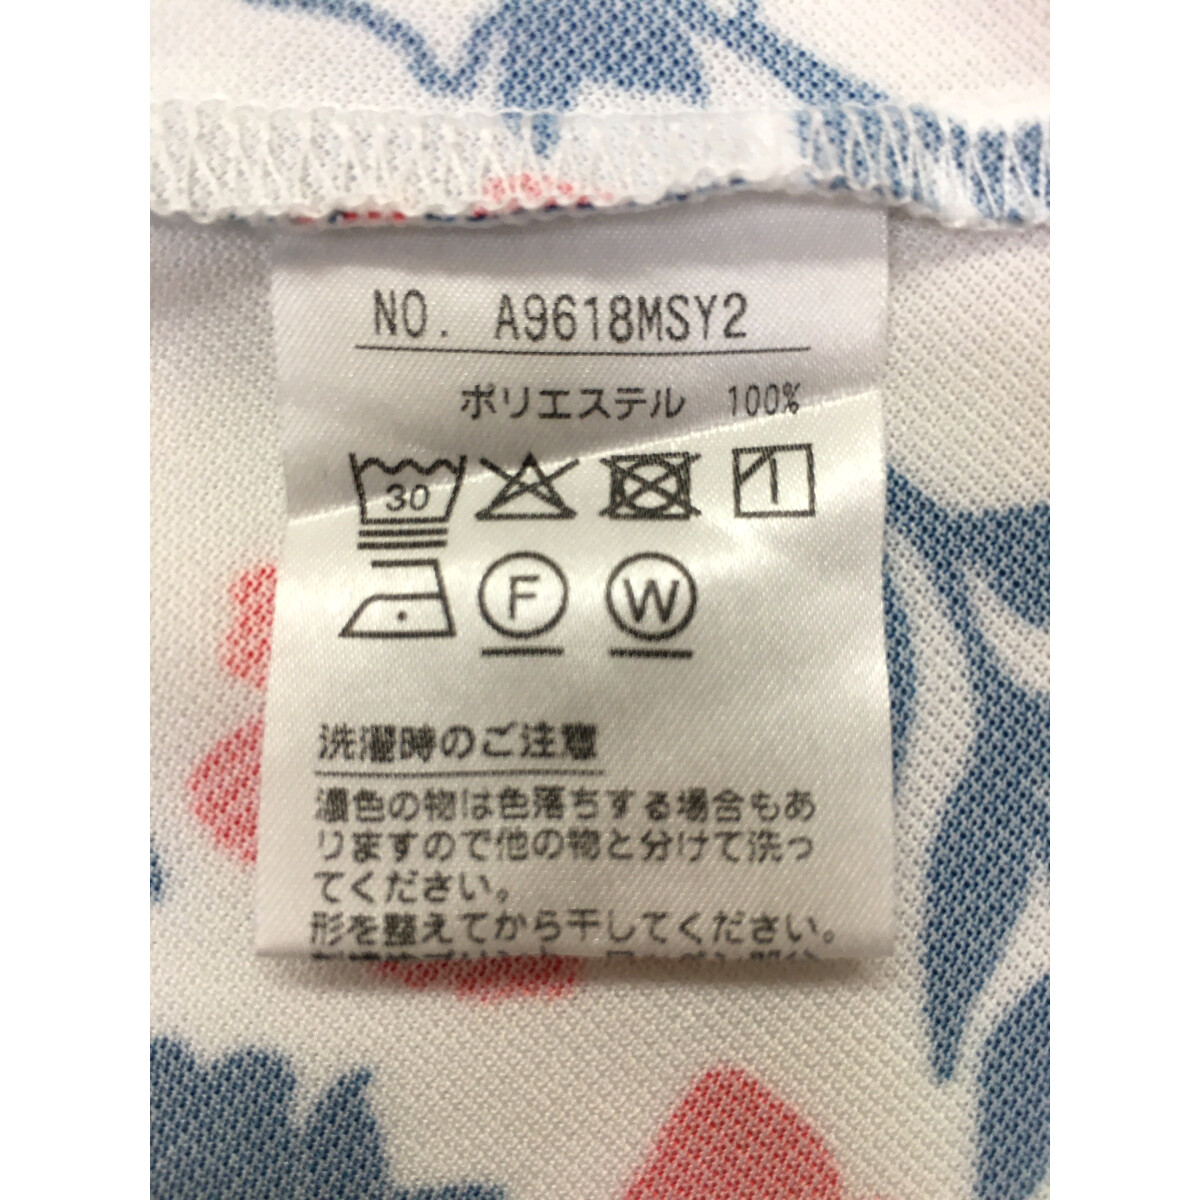 NO. A9618MSY2
ポリエステル 100%
30
F W
洗濯時のご注意
濃色の物は色落ちする場合もあ
りますので他の物と分けて洗っ
てください。
形を整えてから干してください。